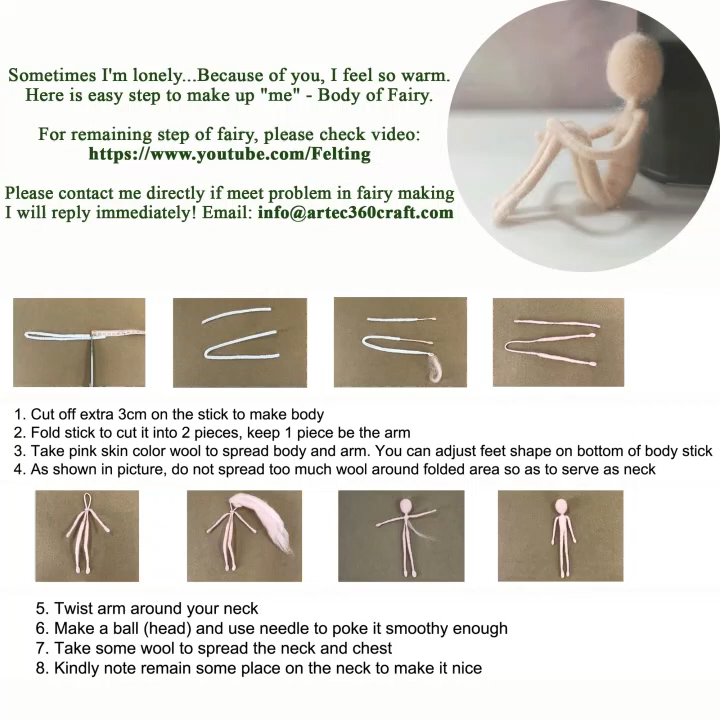 Sometimes I'm lonely...Because of you, I feel so warm.
Here is easy step to make up "me" - Body of Fairy.
For remaining step of fairy, please check video:
https://www.youtube.com/Felting
Please contact me directly if meet problem in fairy making
I will reply immediately! Email: info@artec360craft.com
1. Cut off extra 3cm on the stick to make body
2. Fold stick to cut it into 2 pieces, keep 1 piece be the arm
3. Take pink skin color wool to spread body and arm. You can adjust feet shape on bottom of body stick
4. As shown in picture, do not spread too much wool around folded area so as to serve as neck
5. Twist arm around your neck
6. Make a ball (head) and use needle to poke it smoothy enough
7. Take some wool to spread the neck and chest
8. Kindly note remain some place on the neck to make it nice